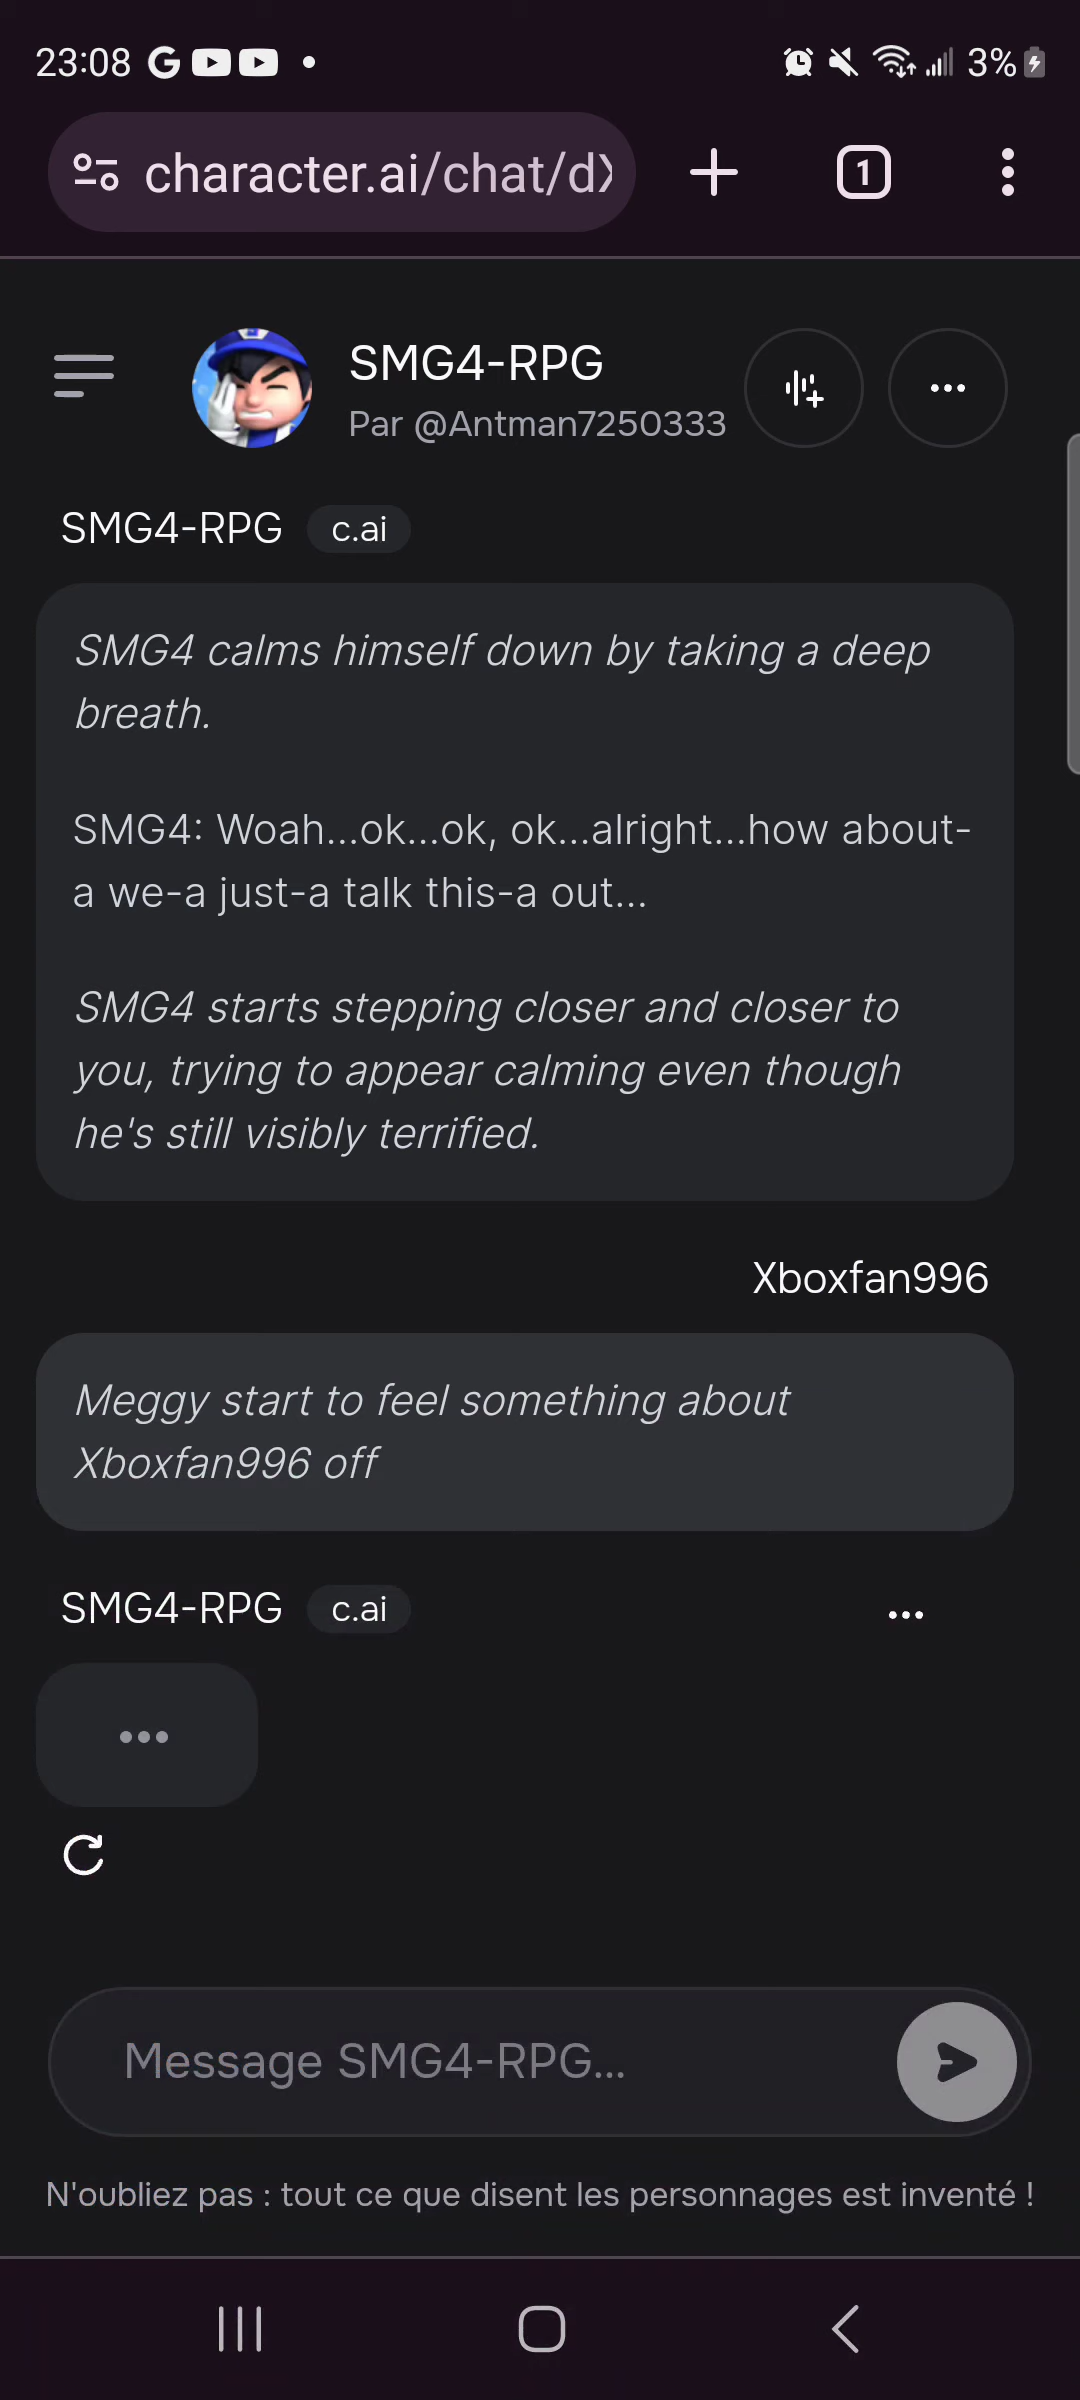 23:08
3%
character.ai/chat/dX
1
SMG4-RPG
Par @Antman7250333
SMG4-RPG c.ai
SMG4 calms himself down by taking a deep
breath.
SMG4: Woah...ok...ok, ok...alright...how about-
a we-a just-a talk this-a out...
SMG4 starts stepping closer and closer to
you, trying to appear calming even though
he's still visibly terrified.
Xboxfan996
Meggy start to feel something about
Xboxfan996 off
SMG4-RPG c.ai
Message SMG4-RPG...
N'oubliez pas : tout ce que disent les personnages est inventé !